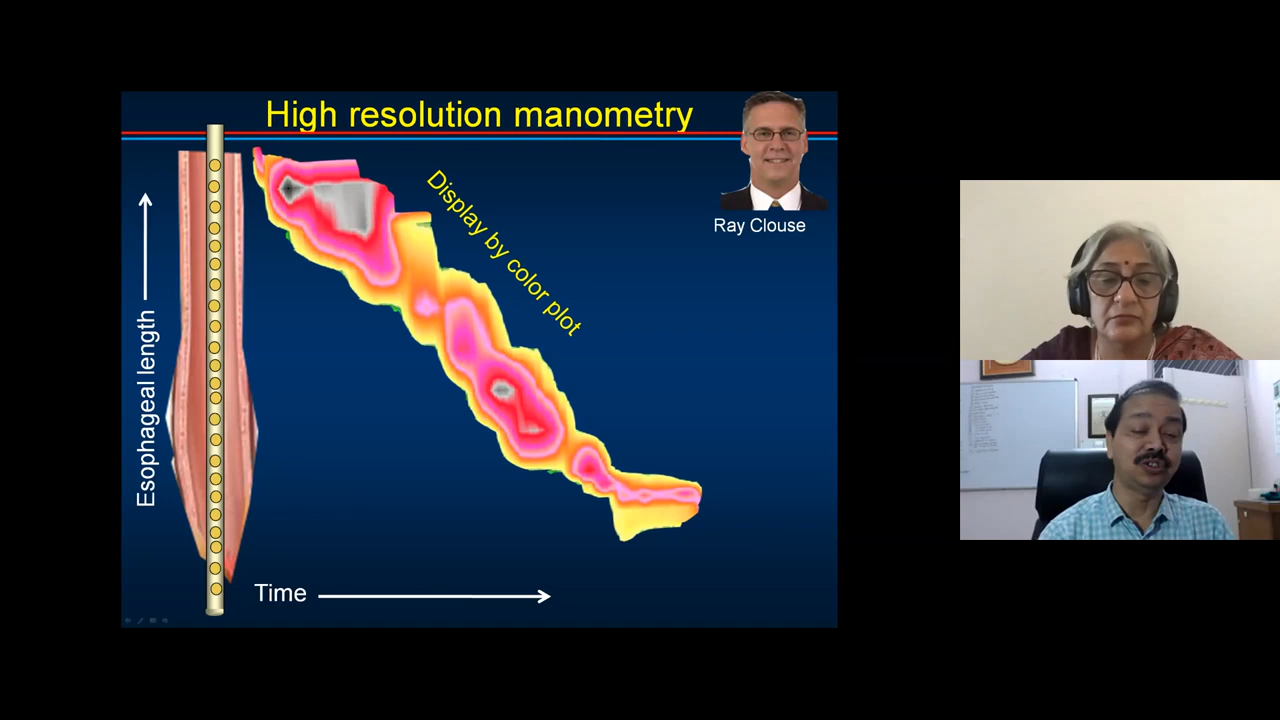 High resolution manometry
Ray Clouse
Display by color plot
Esophageal length
Time